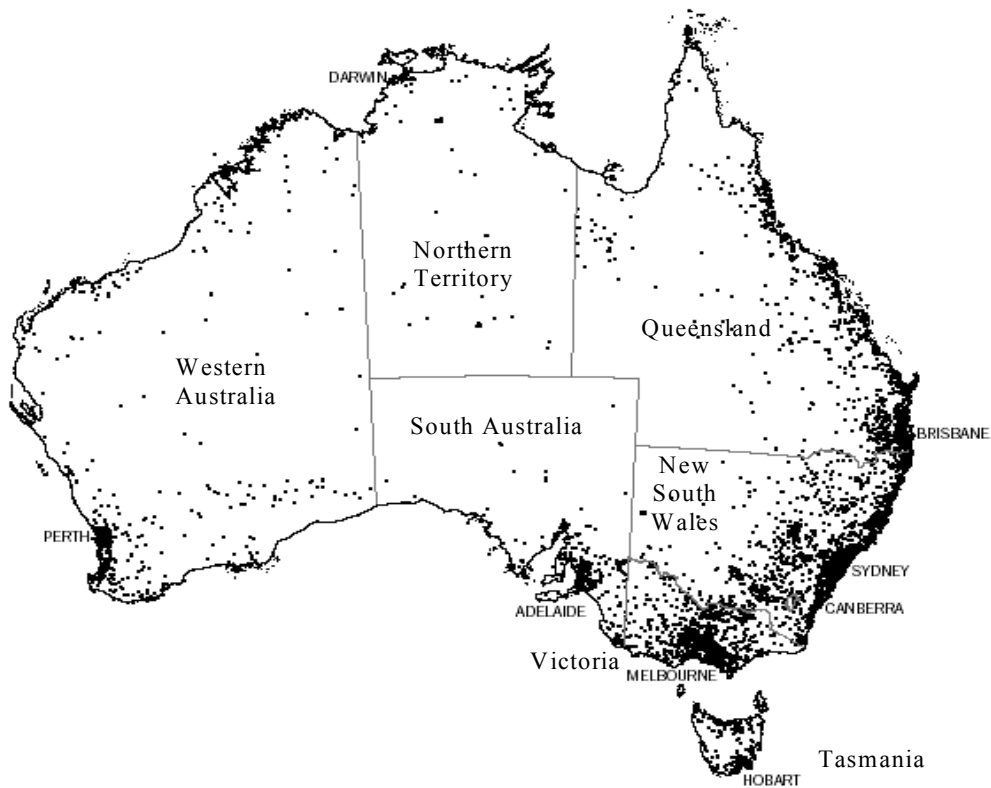 DARWIN
Northern
Territory
Queensland
Western
Australia
South Australia
BRISBANE
New
South
Wales
PERTH
SYDNEY
ADELAIDE
CANBERRA
Victoria
MELBOURNE
Tasmania
HOBART